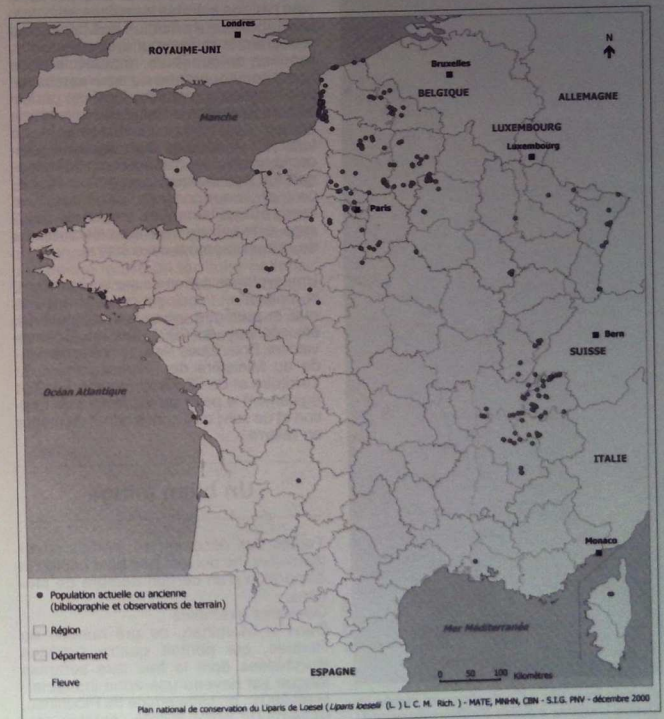 Londres
ROYAUME-UNI
N
Bruxelles
BELGIQUE
ALLEMAGNE
Manche
LUXEMBOURG
Luxembourg
Paris
Bern
SUISSE
Océan Atlantique
ITALIE
Monaco
Population actuelle ou ancienne
(bibliographie et observations de terrain)
Région
Département
Fleuve
Mer Méditerranée
ESPAGNE
0 50 100 Kilomètres
Plan national de conservation du Liparis de Loesel (Liparis loeselii (L.) L. C. M. Rich.) - MATE, MNHN, CBN - S.I.G. PNV - décembre 2000